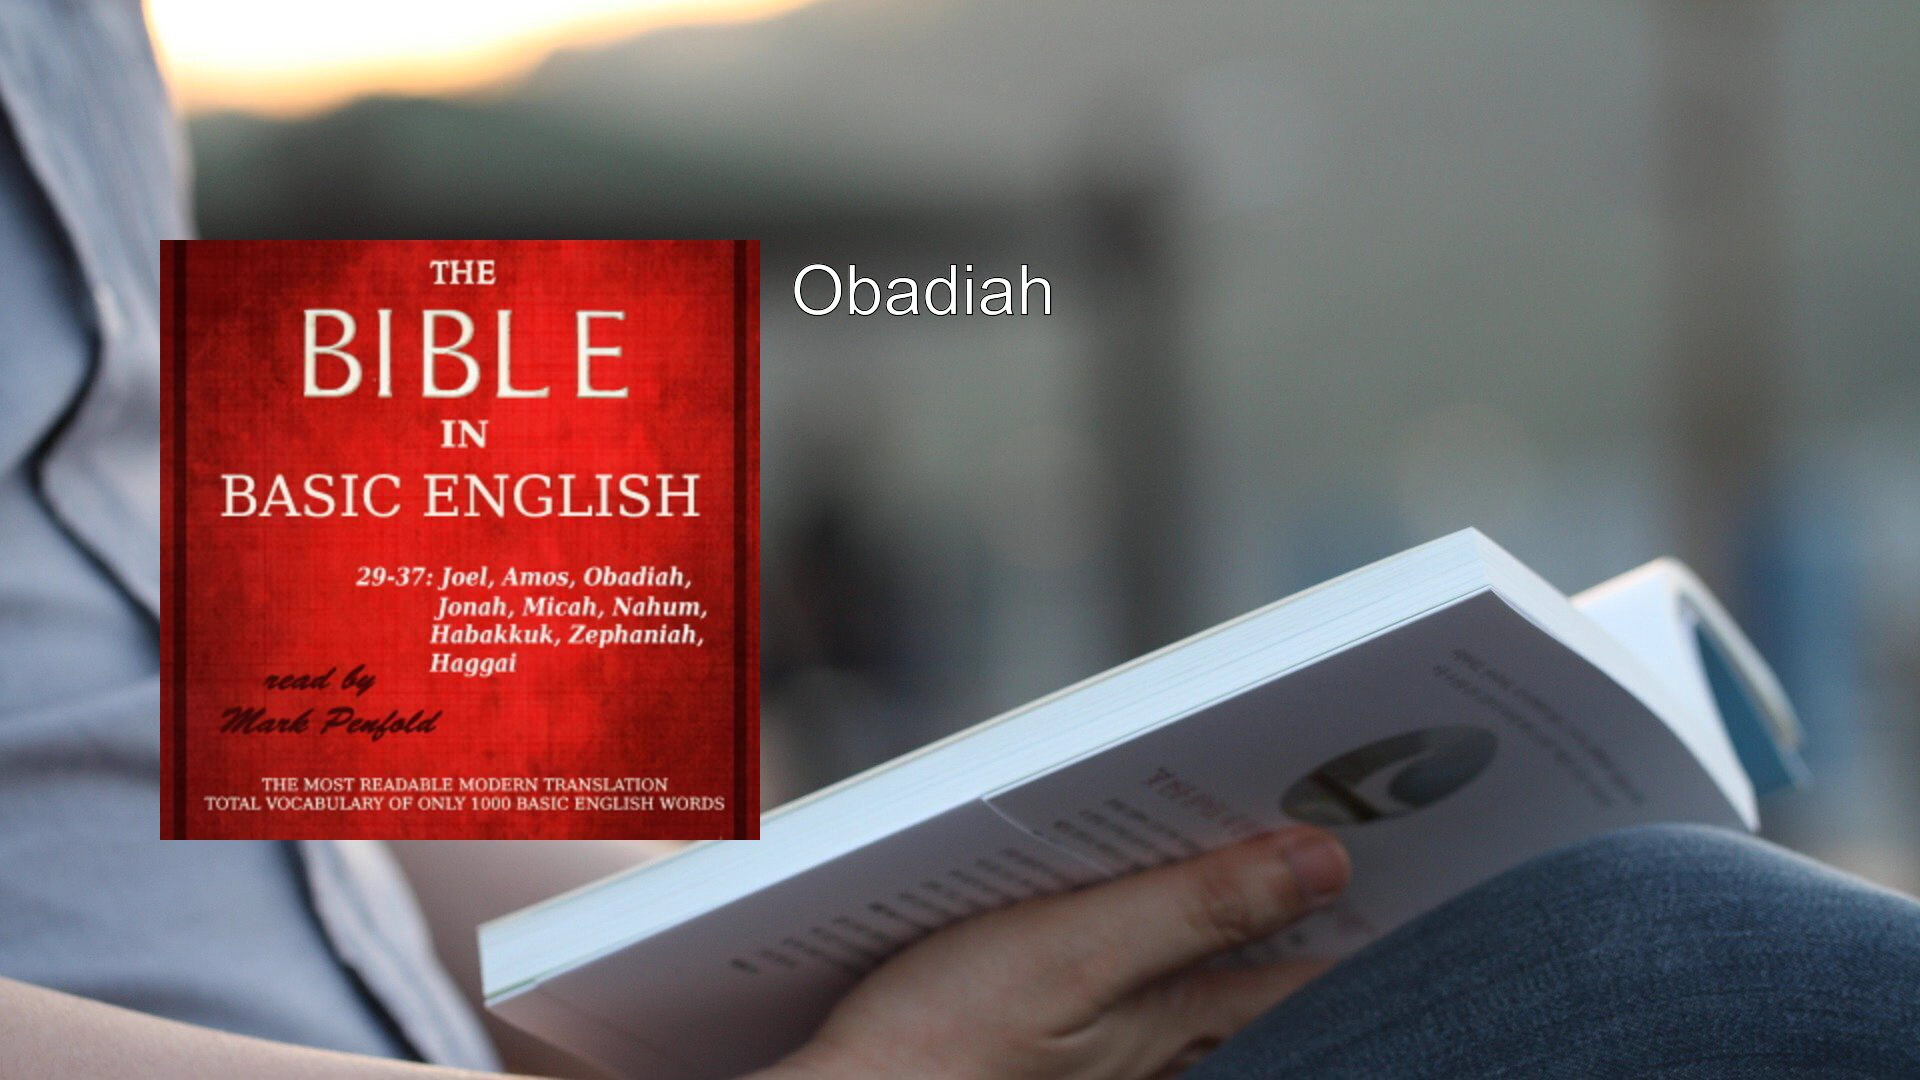 THE
BIBLE
IN
BASIC ENGLISH
29-37: Joel, Amos, Obadiah,
Jonah, Micah, Nahum,
Habakkuk, Zephaniah,
Haggai
read by
Mark Penfold
THE MOST READABLE MODERN TRANSLATION
TOTAL VOCABULARY OF ONLY 1000 BASIC ENGLISH WORDS
Obadiah